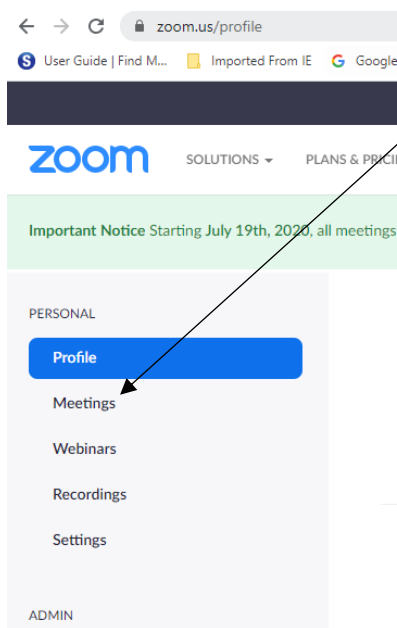 zoom.us/profile
S User Guide | Find M... Imported From IE G Google
zoom SOLUTIONS PLANS &
Important Notice Starting July 19th, 2020, all meetings
PERSONAL
Profile
Meetings
Webinars
Recordings
Settings
ADMIN